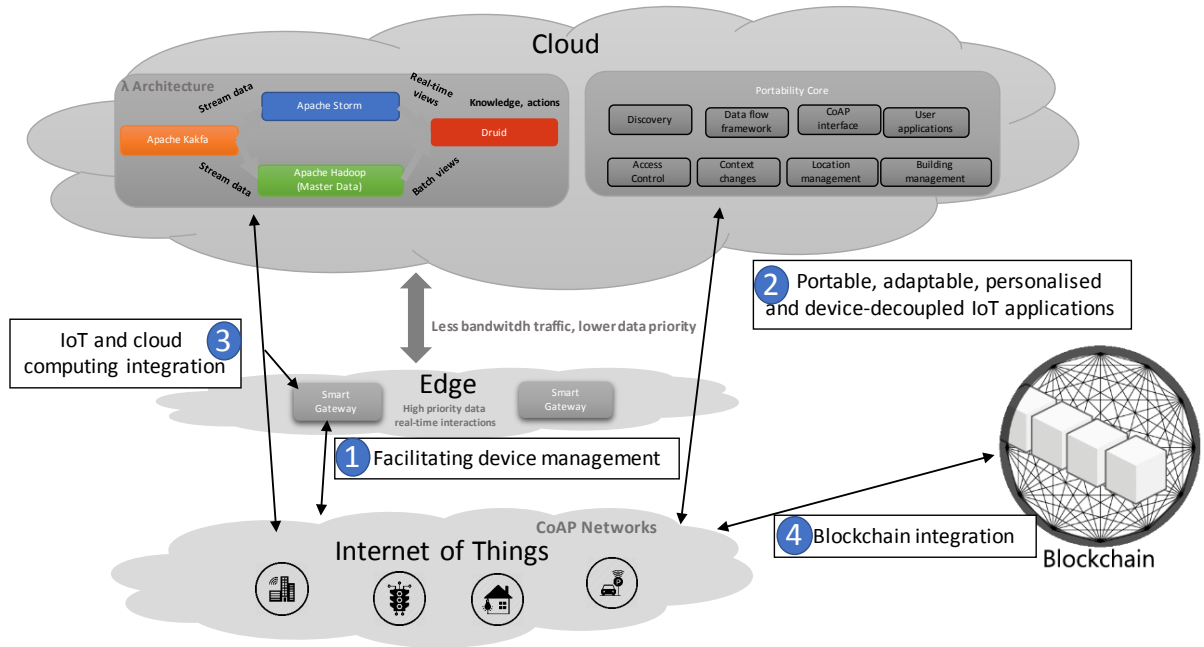 Cloud
λ Architecture
Stream data
Apache Storm
Real-time
views
Knowledge, actions
Apache Kakfa
Druid
Stream data
Apache Hadoop
(Master Data)
Batch views
Portability Core
Discovery
Data flow
framework
CoAP
interface
User
applications
Access
Control
Context
changes
Location
management
Building
management
2
Portable, adaptable, personalised
and device-decoupled IoT applications
Less bandwitdh traffic, lower data priority
IoT and cloud
computing integration
3
Edge
Smart
Gateway
High priority data
real-time interactions
Smart
Gateway
1
Facilitating device management
CoAP Networks
Internet of Things
P
4
Blockchain integration
Blockchain